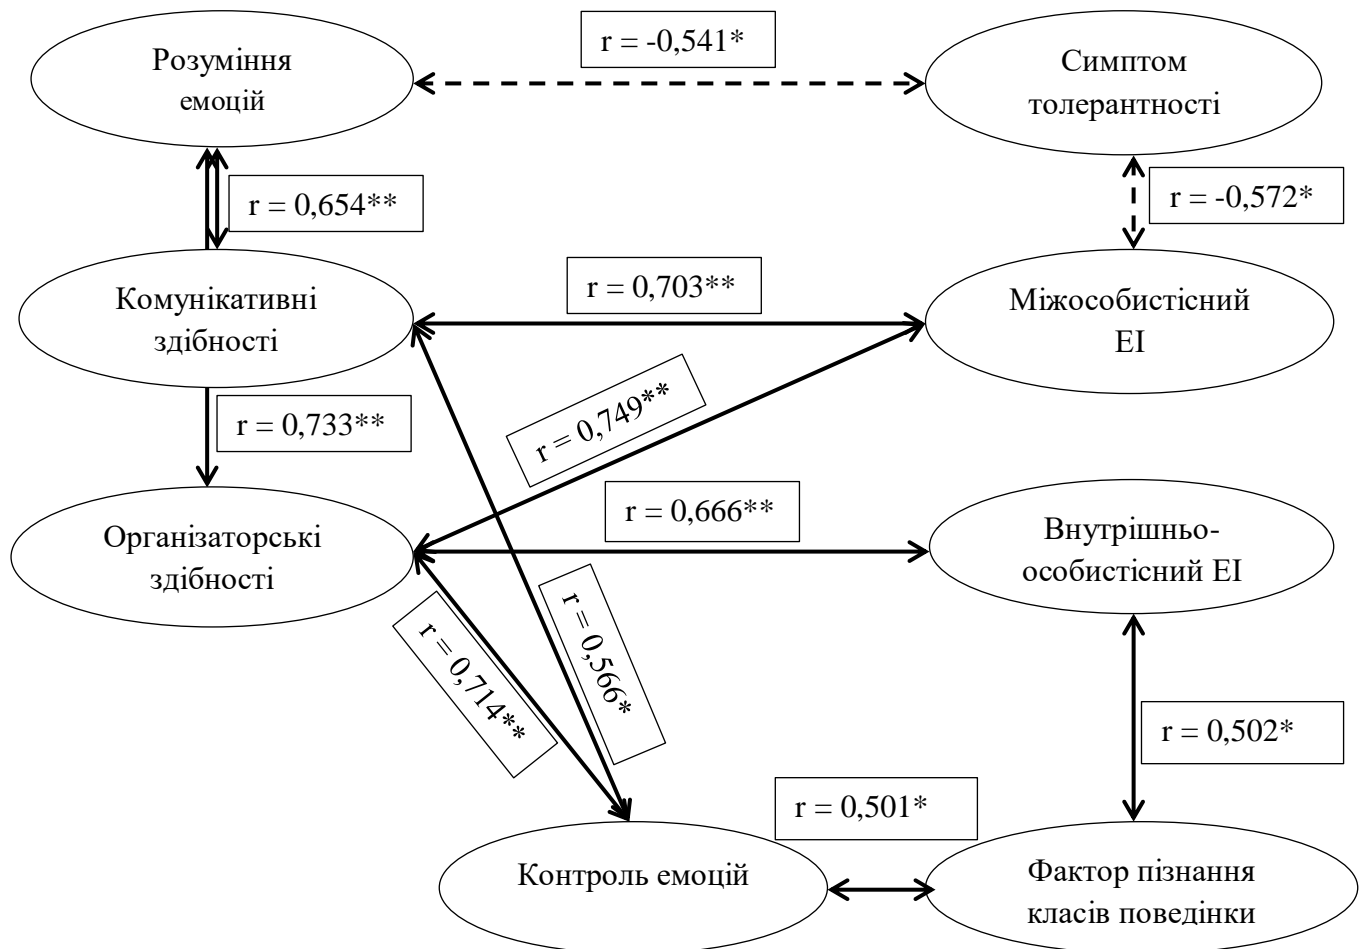 r = -0,541*
Розуміння
емоцій
Симптом
толерантності
r = 0,654**
r = -0,572*
Комунікативні
здібності
r = 0,703**
Міжособистісний
ЕІ
r = 0,733**
r = 0,749**
r = 0,666**
Організаторські
здібності
Внутрішньо-
особистісний ЕІ
r = 0,566*
r = 0,714**
r = 0,502*
r = 0,501*
Контроль емоцій
Фактор пізнання
класів поведінки